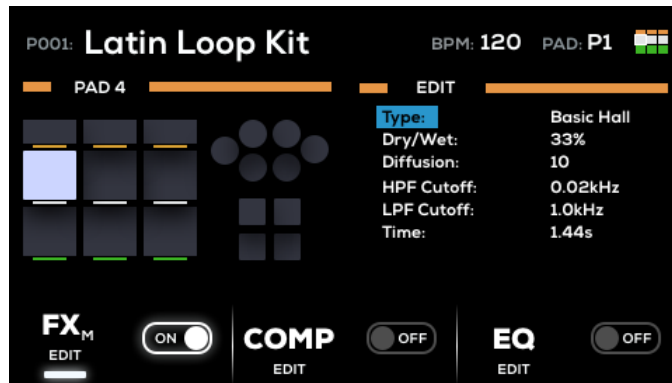 P001: Latin Loop Kit BPM: 120 PAD: P1
PAD 4
EDIT
Type: Basic Hall
Dry/Wet: 33%
Diffusion: 10
HPF Cutoff: 0.02kHz
LPF Cutoff: 1.0kHz
Time: 1.44s
FXM ON COMP OFF EQ OFF
EDIT EDIT EDIT